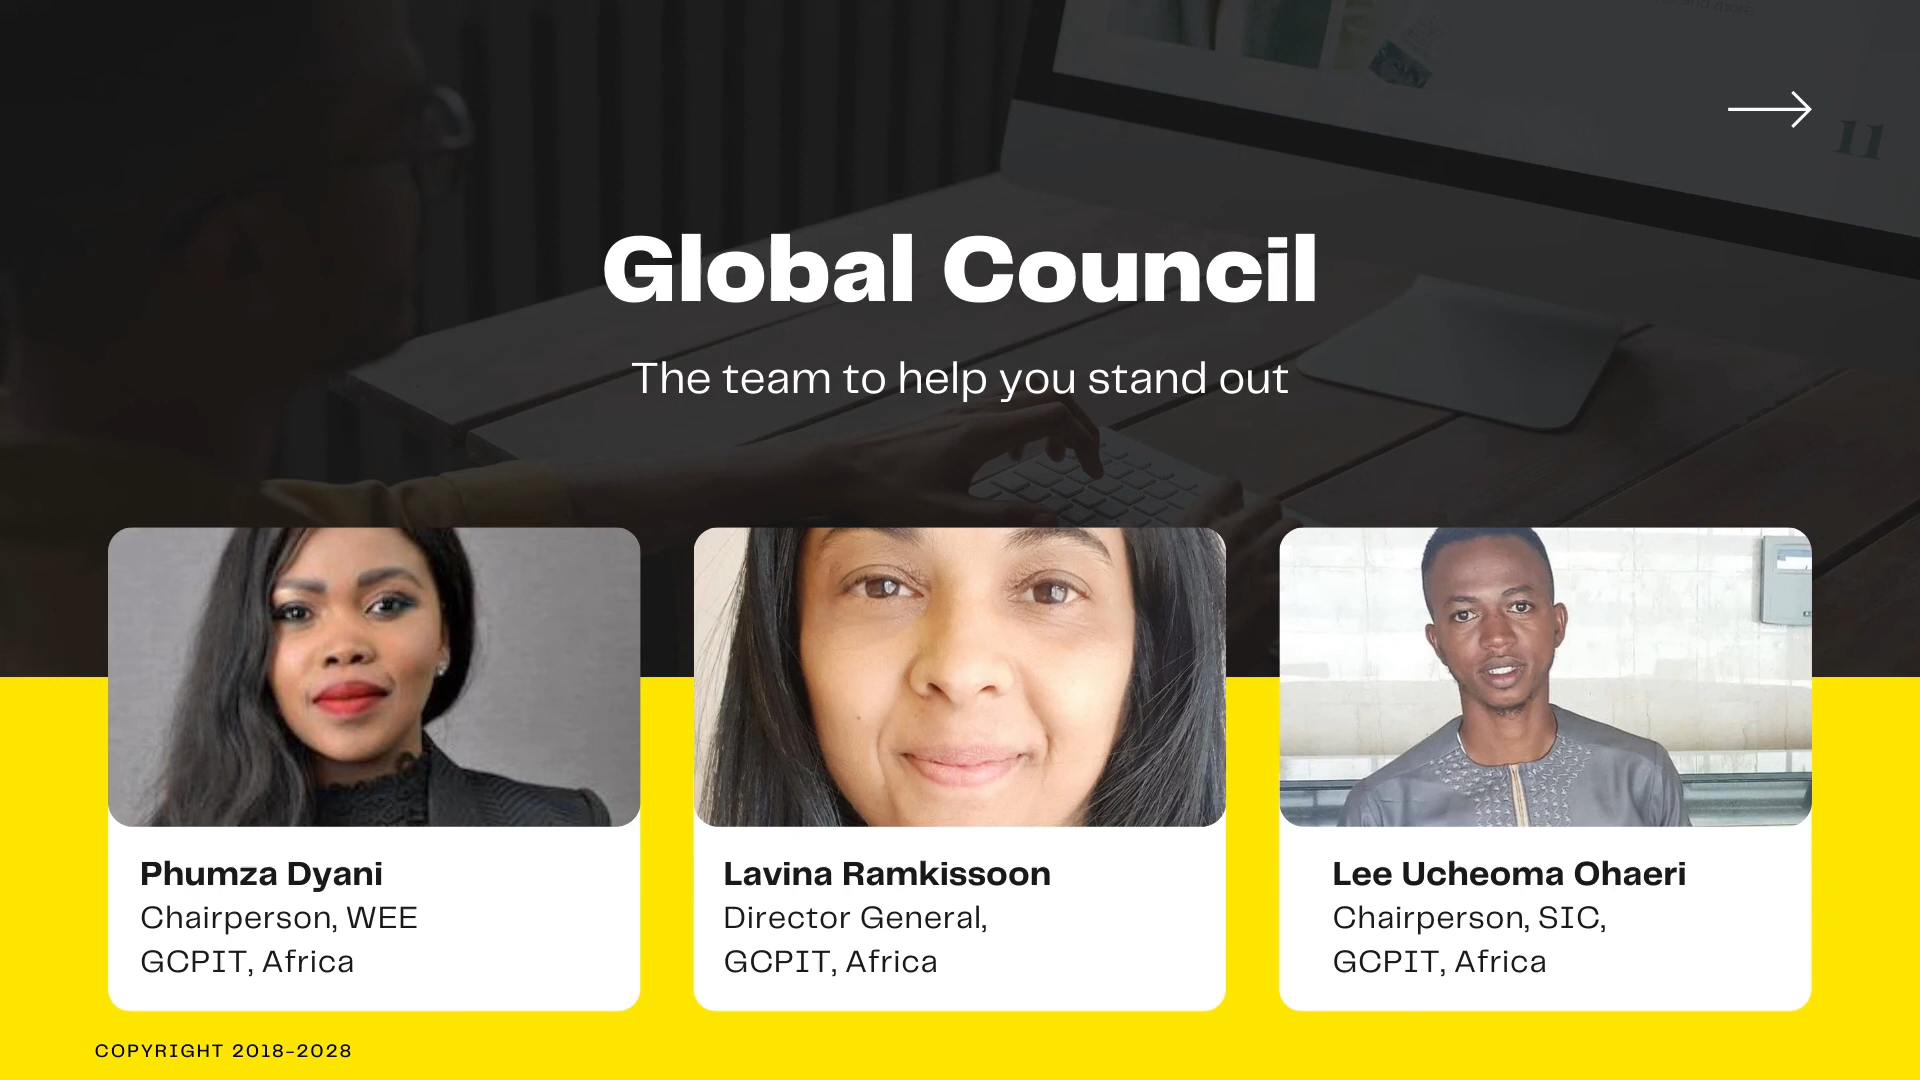 Global Council
The team to help you stand out
Phumza Dyani
Chairperson, WEE
GCPIT, Africa
Lavina Ramkissoon
Director General,
GCPIT, Africa
Lee Ucheoma Ohaeri
Chairperson, SIC,
GCPIT, Africa
COPYRIGHT 2018-2028